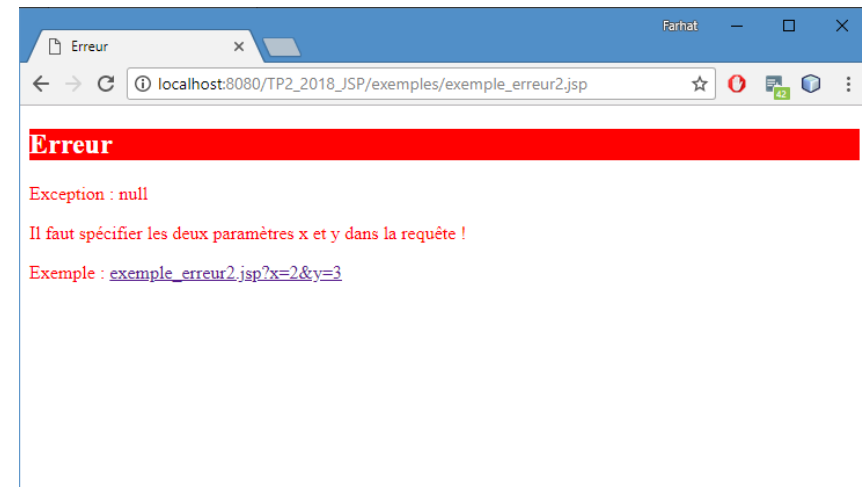 Farhat
Erreur
localhost:8080/TP2_2018_JSP/exemples/exemple_erreur2.jsp
42
Erreur
Exception : null
Il faut spécifier les deux paramètres x et y dans la requête !
Exemple : exemple_erreur2.jsp?x=2&y=3